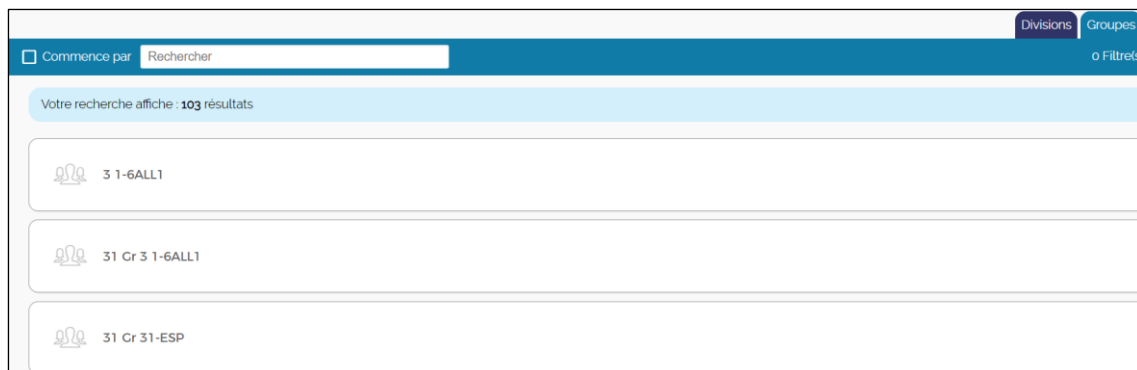 Divisions Groupes
Commence par Rechercher 0 Filtre(s
Votre recherche affiche : 103 résultats
3 1-6ALL1
31 Gr 3 1-6ALL1
31 Gr 31-ESP